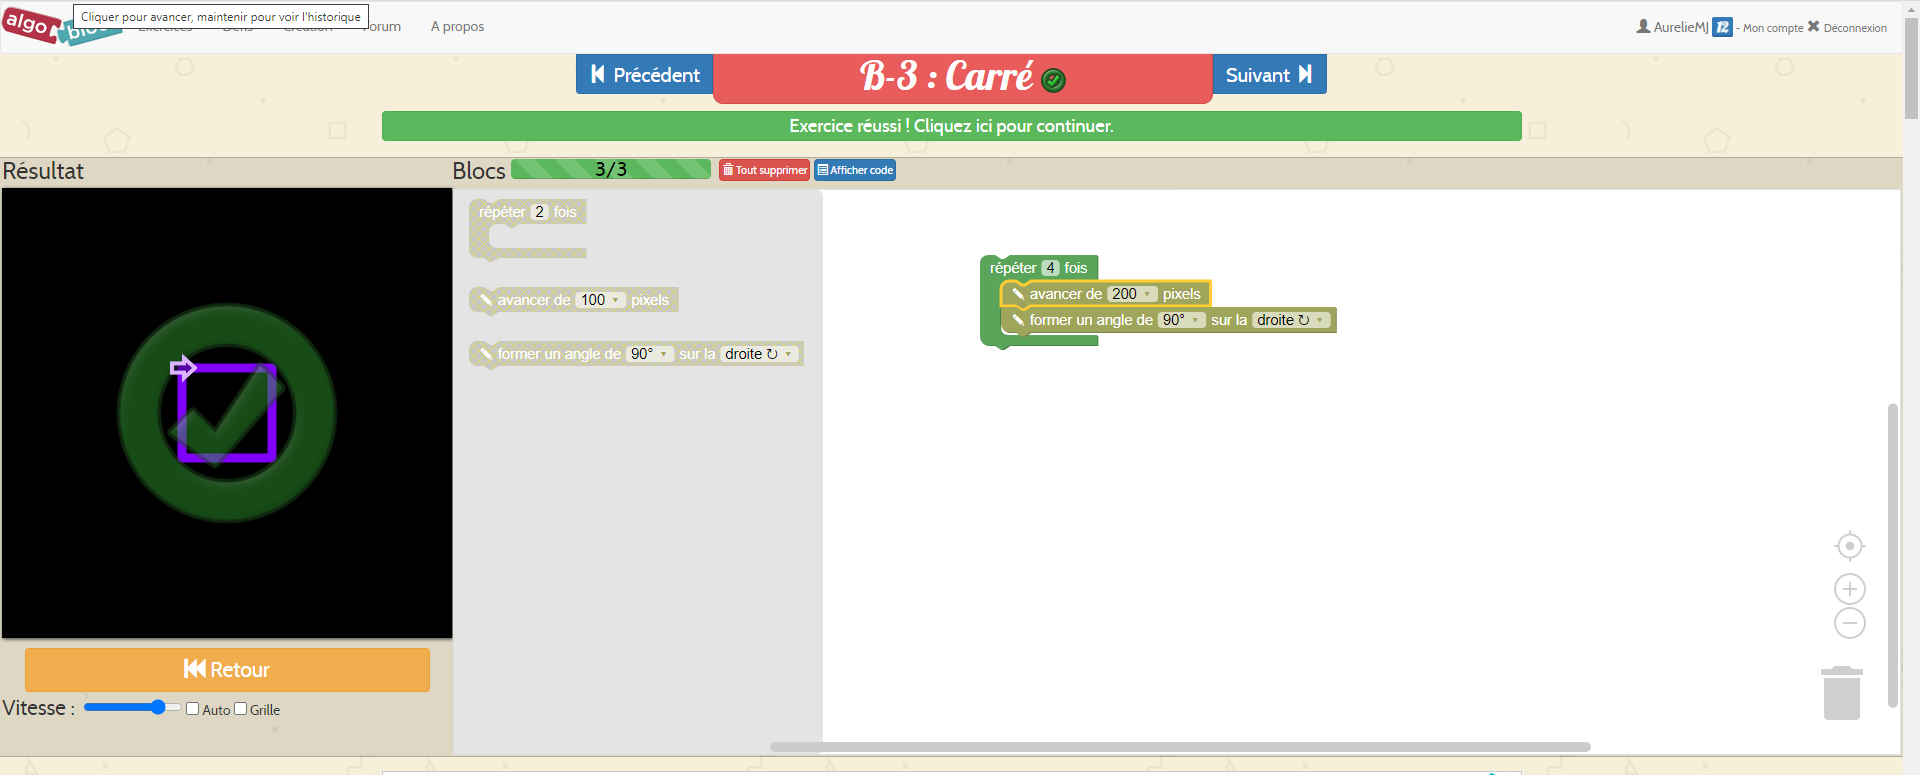 Cliquer pour avancer, maintenir pour voir l'historique
algo
bloc
Exercices Défis Création Forum A propos
AurelieMJ 12 - Mon compte Déconnexion
Précédent
B-3 : Carré
Suivant
Exercice réussi ! Cliquez ici pour continuer.
Résultat
Blocs 3/3 Tout supprimer Afficher code
répéter 2 fois
avancer de 100 pixels
former un angle de 90° sur la droite ↻
répéter 4 fois
avancer de 200 pixels
former un angle de 90° sur la droite ↻
Retour
Vitesse : Auto Grille